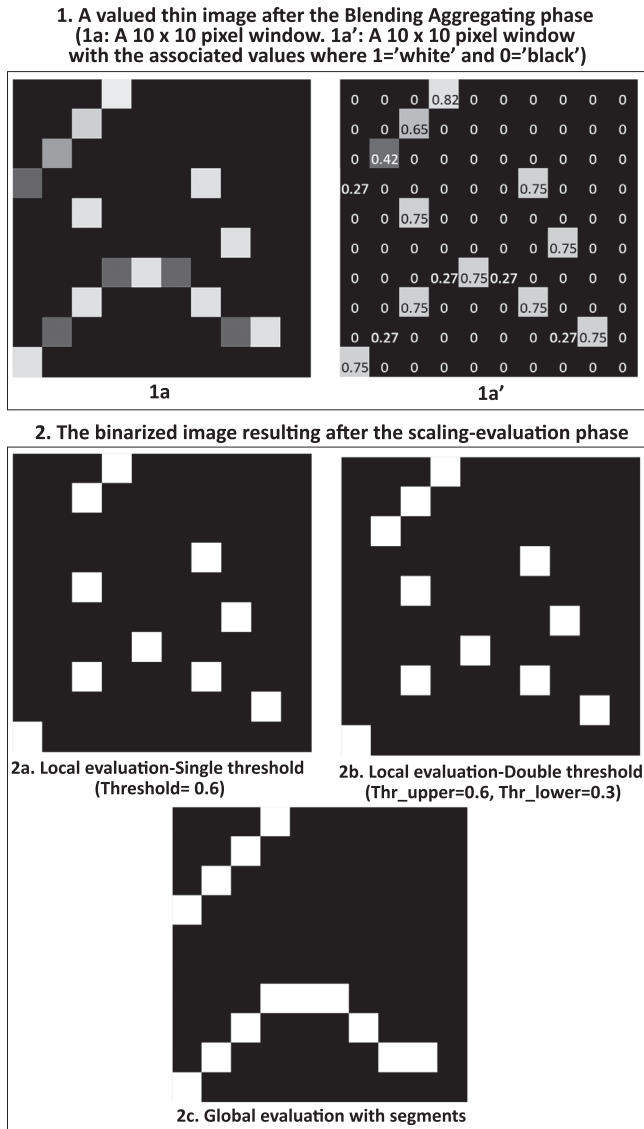 1. A valued thin image after the Blending Aggregating phase
(1a: A 10 x 10 pixel window. 1a’: A 10 x 10 pixel window
with the associated values where 1=’white’ and 0=’black’)
0 0 0 0.82 0 0 0 0 0 0
0 0 0.65 0 0 0 0 0 0 0
0 0.42 0 0 0 0 0 0 0 0
0.27 0 0 0 0 0 0.75 0 0 0
0 0 0.75 0 0 0 0 0 0 0
0 0 0 0 0 0 0 0.75 0 0
0 0 0 0.27 0.75 0.27 0 0 0 0
0 0 0.75 0 0 0 0.75 0 0 0
0 0.27 0 0 0 0 0 0.27 0.75 0
0.75 0 0 0 0 0 0 0 0 0
1a 1a’
2. The binarized image resulting after the scaling-evaluation phase
2a. Local evaluation-Single threshold
(Threshold= 0.6)
2b. Local evaluation-Double threshold
(Thr_upper=0.6, Thr_lower=0.3)
2c. Global evaluation with segments